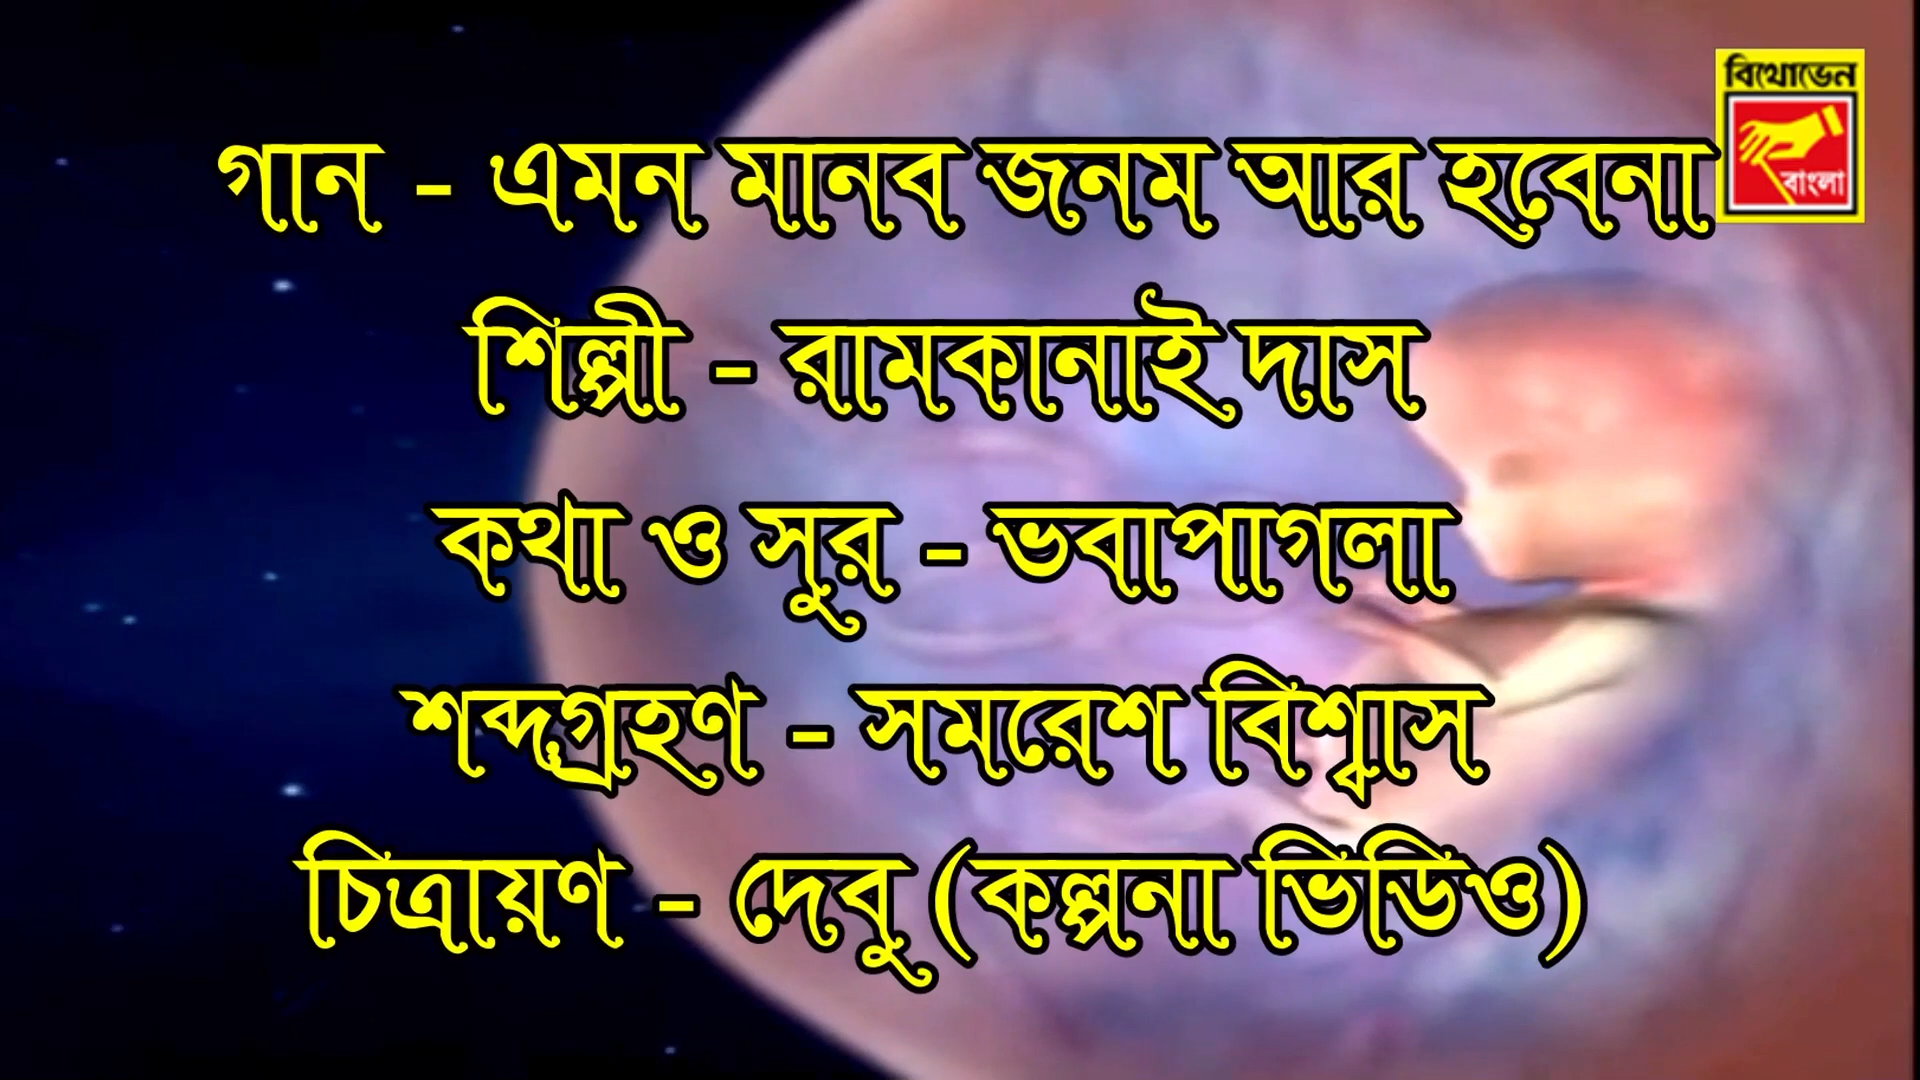 বিথোভেন
বাংলা
গান - এমন মানব জনম আর হবেনা
শিল্পী - রামকানাই দাস
কথা ও সুর - ভবাপাগলা
শব্দগ্রহণ - সমরেশ বিশ্বাস
চিত্রায়ণ - দেবু (কল্পনা ভিডিও)